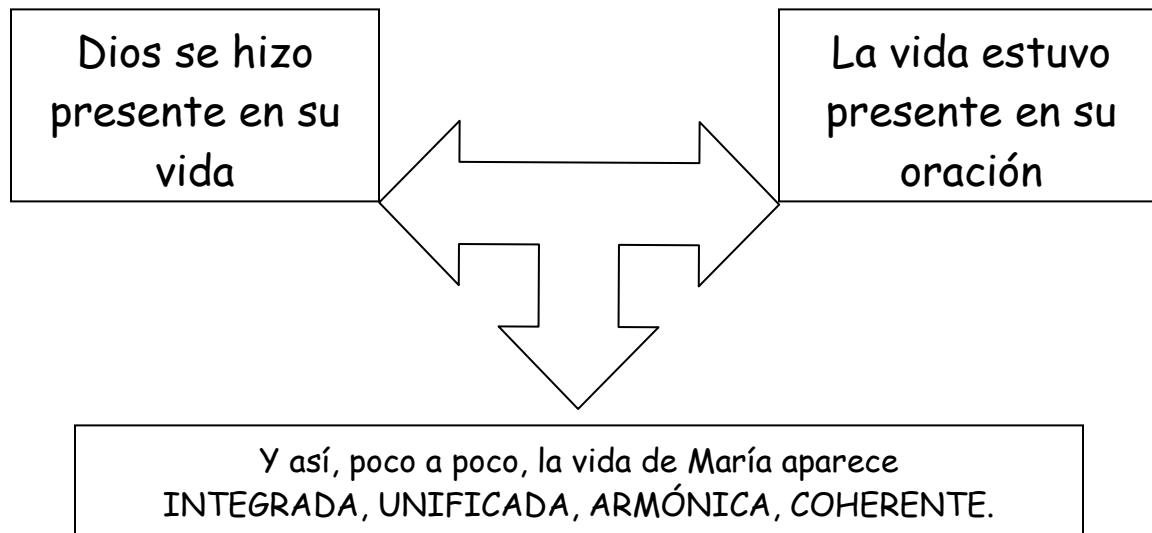 Dios se hizo
presente en su
vida
La vida estuvo
presente en su
oración
Y así, poco a poco, la vida de María aparece
INTEGRADA, UNIFICADA, ARMÓNICA, COHERENTE.